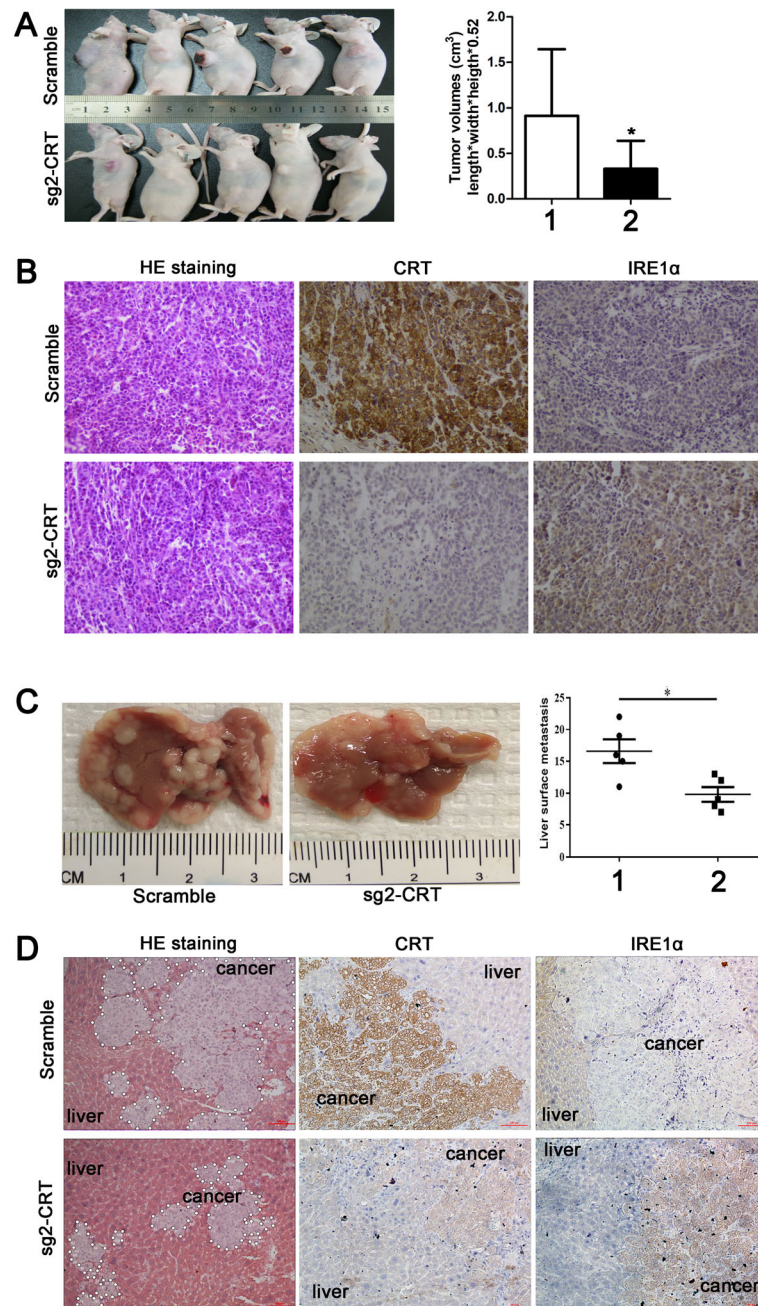 A
Scramble
sg2-CRT
1 2 3 4 5 6 7 8 9 10 11 12 13 14 15
Tumor volumes (cm3)
length*width*heigth*0.52
2.0
1.5
1.0
0.5
0.0
*
1 2
B
HE staining CRT IRE1α
Scramble
sg2-CRT
C
CM 1 2 3
Scramble
CM 1 2 3
sg2-CRT
Liver surface metastasis
25
20
15
10
5
0
*
1 2
D
HE staining CRT IRE1α
Scramble
cancer
liver
liver
cancer
cancer
liver
sg2-CRT
liver
cancer
cancer
liver
liver
cancer